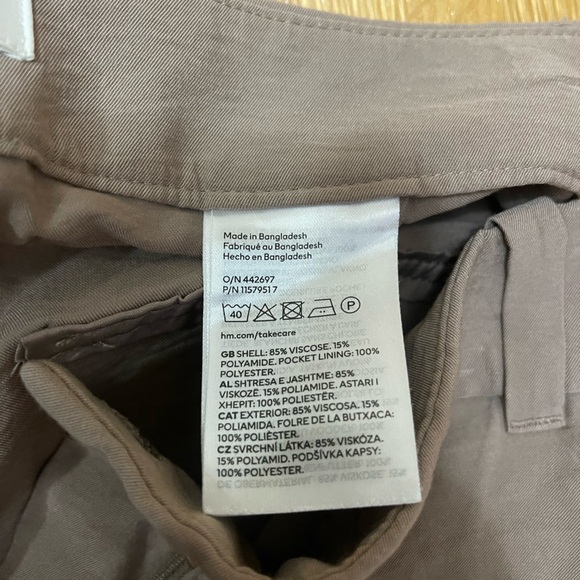 Made in Bangladesh
Fabriqué au Bangladesh
Hecho en Bangladesh
O/N 442697
P/N 1157951 7
40 P
hm.com/takecare
GB SHELL: 85% VISCOSE. 15%
POLYAMIDE. POCKET LINING: 100%
POLYESTER.
AL SHTRESA E JASHTME: 85%
VISKOZË. 15% POLIAMIDE. ASTARI I
XHEPIT: 100% POLIESTËR.
CAT EXTERIOR: 85% VISCOSA. 15%
POLIAMIDA. FOLRE DE LA BUTXACA:
100% POLIÈSTER.
CZ SVRCHNÍ LÁTKA: 85% VISKÓZA.
15% POLYAMID. PODŠÍVKA KAPSY:
100% POLYESTER.